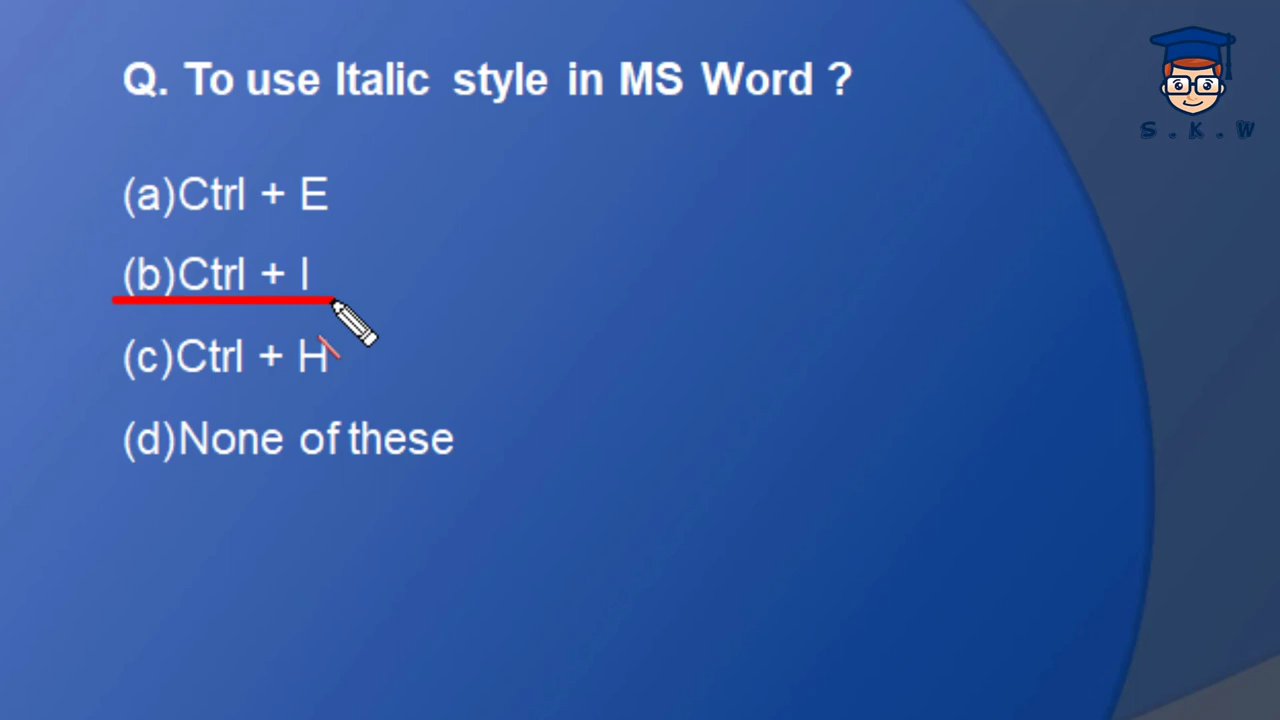 Q. To use Italic style in MS Word ?
S.K.W
(a)Ctrl + E
(b)Ctrl + I
(c)Ctrl + H
(d)None of these